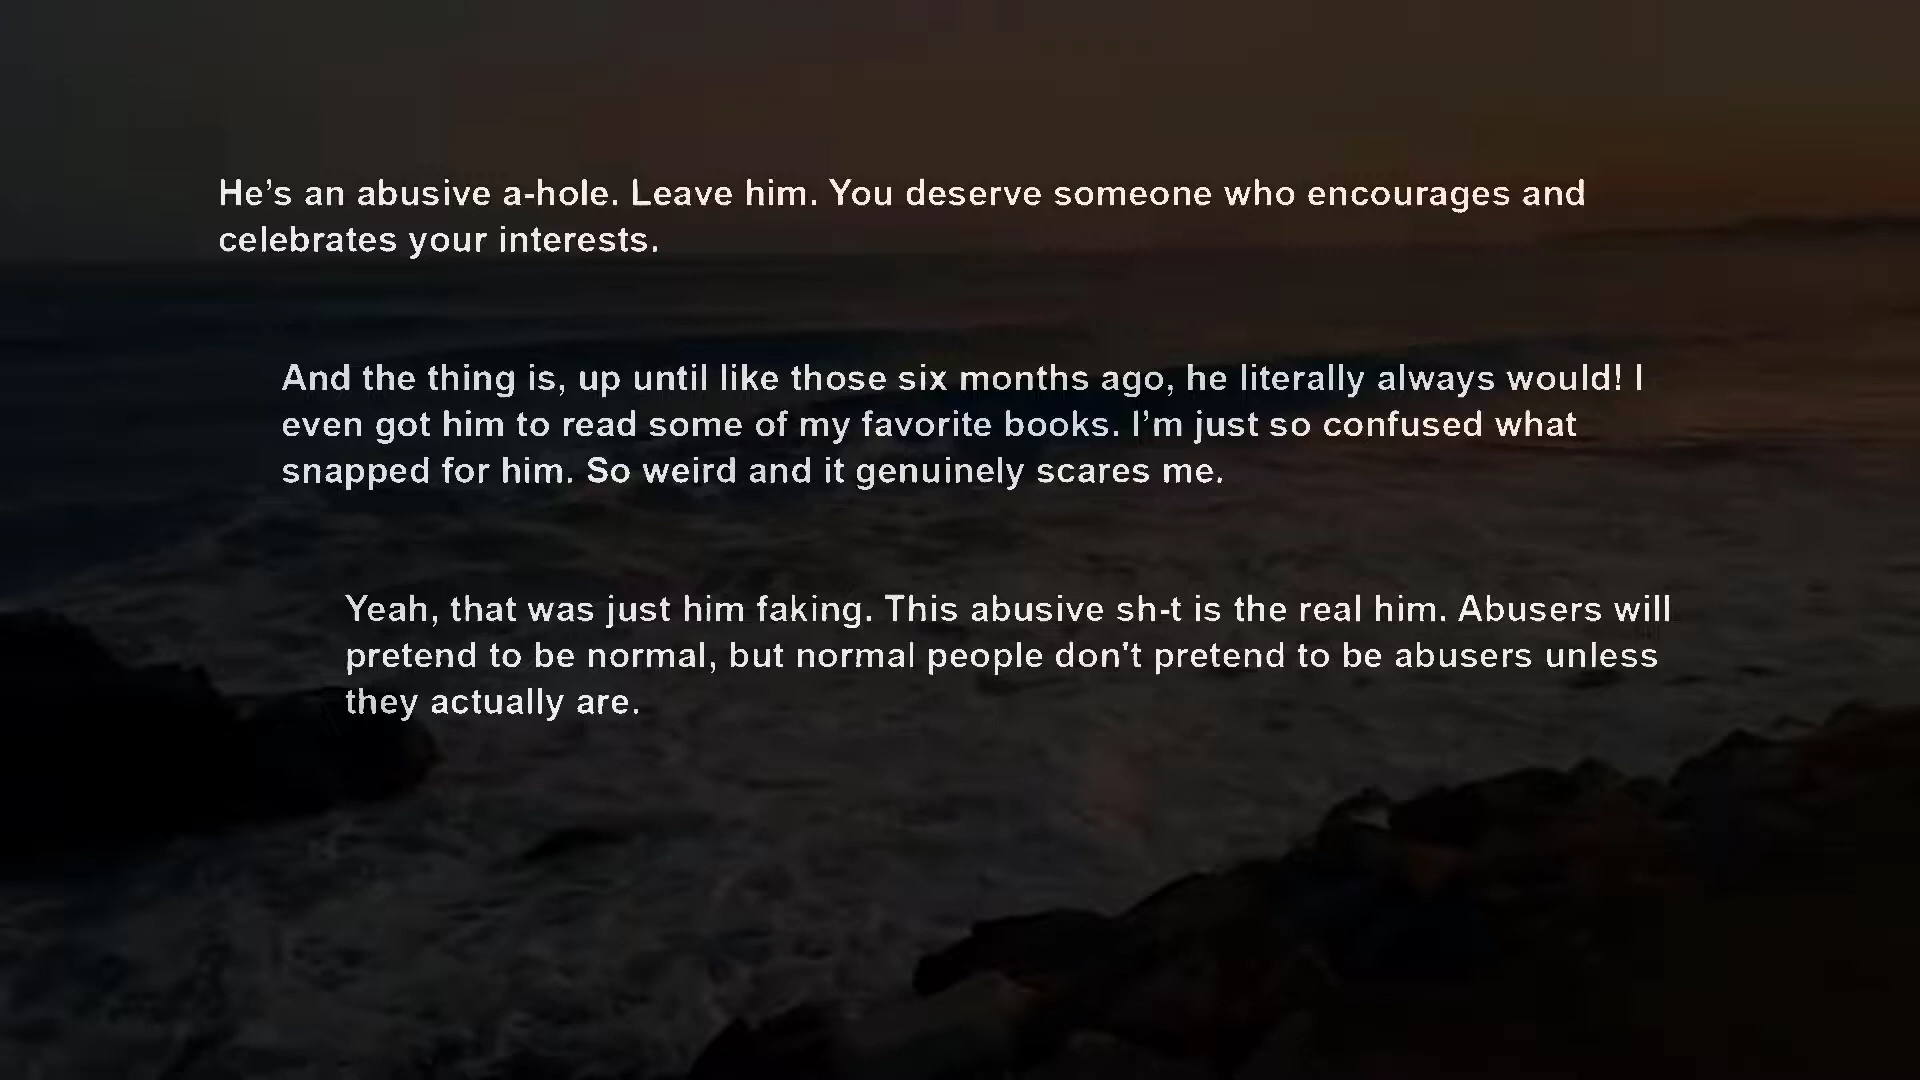 He’s an abusive a-hole. Leave him. You deserve someone who encourages and
celebrates your interests.
And the thing is, up until like those six months ago, he literally always would! I
even got him to read some of my favorite books. I’m just so confused what
snapped for him. So weird and it genuinely scares me.
Yeah, that was just him faking. This abusive sh-t is the real him. Abusers will
pretend to be normal, but normal people don't pretend to be abusers unless
they actually are.